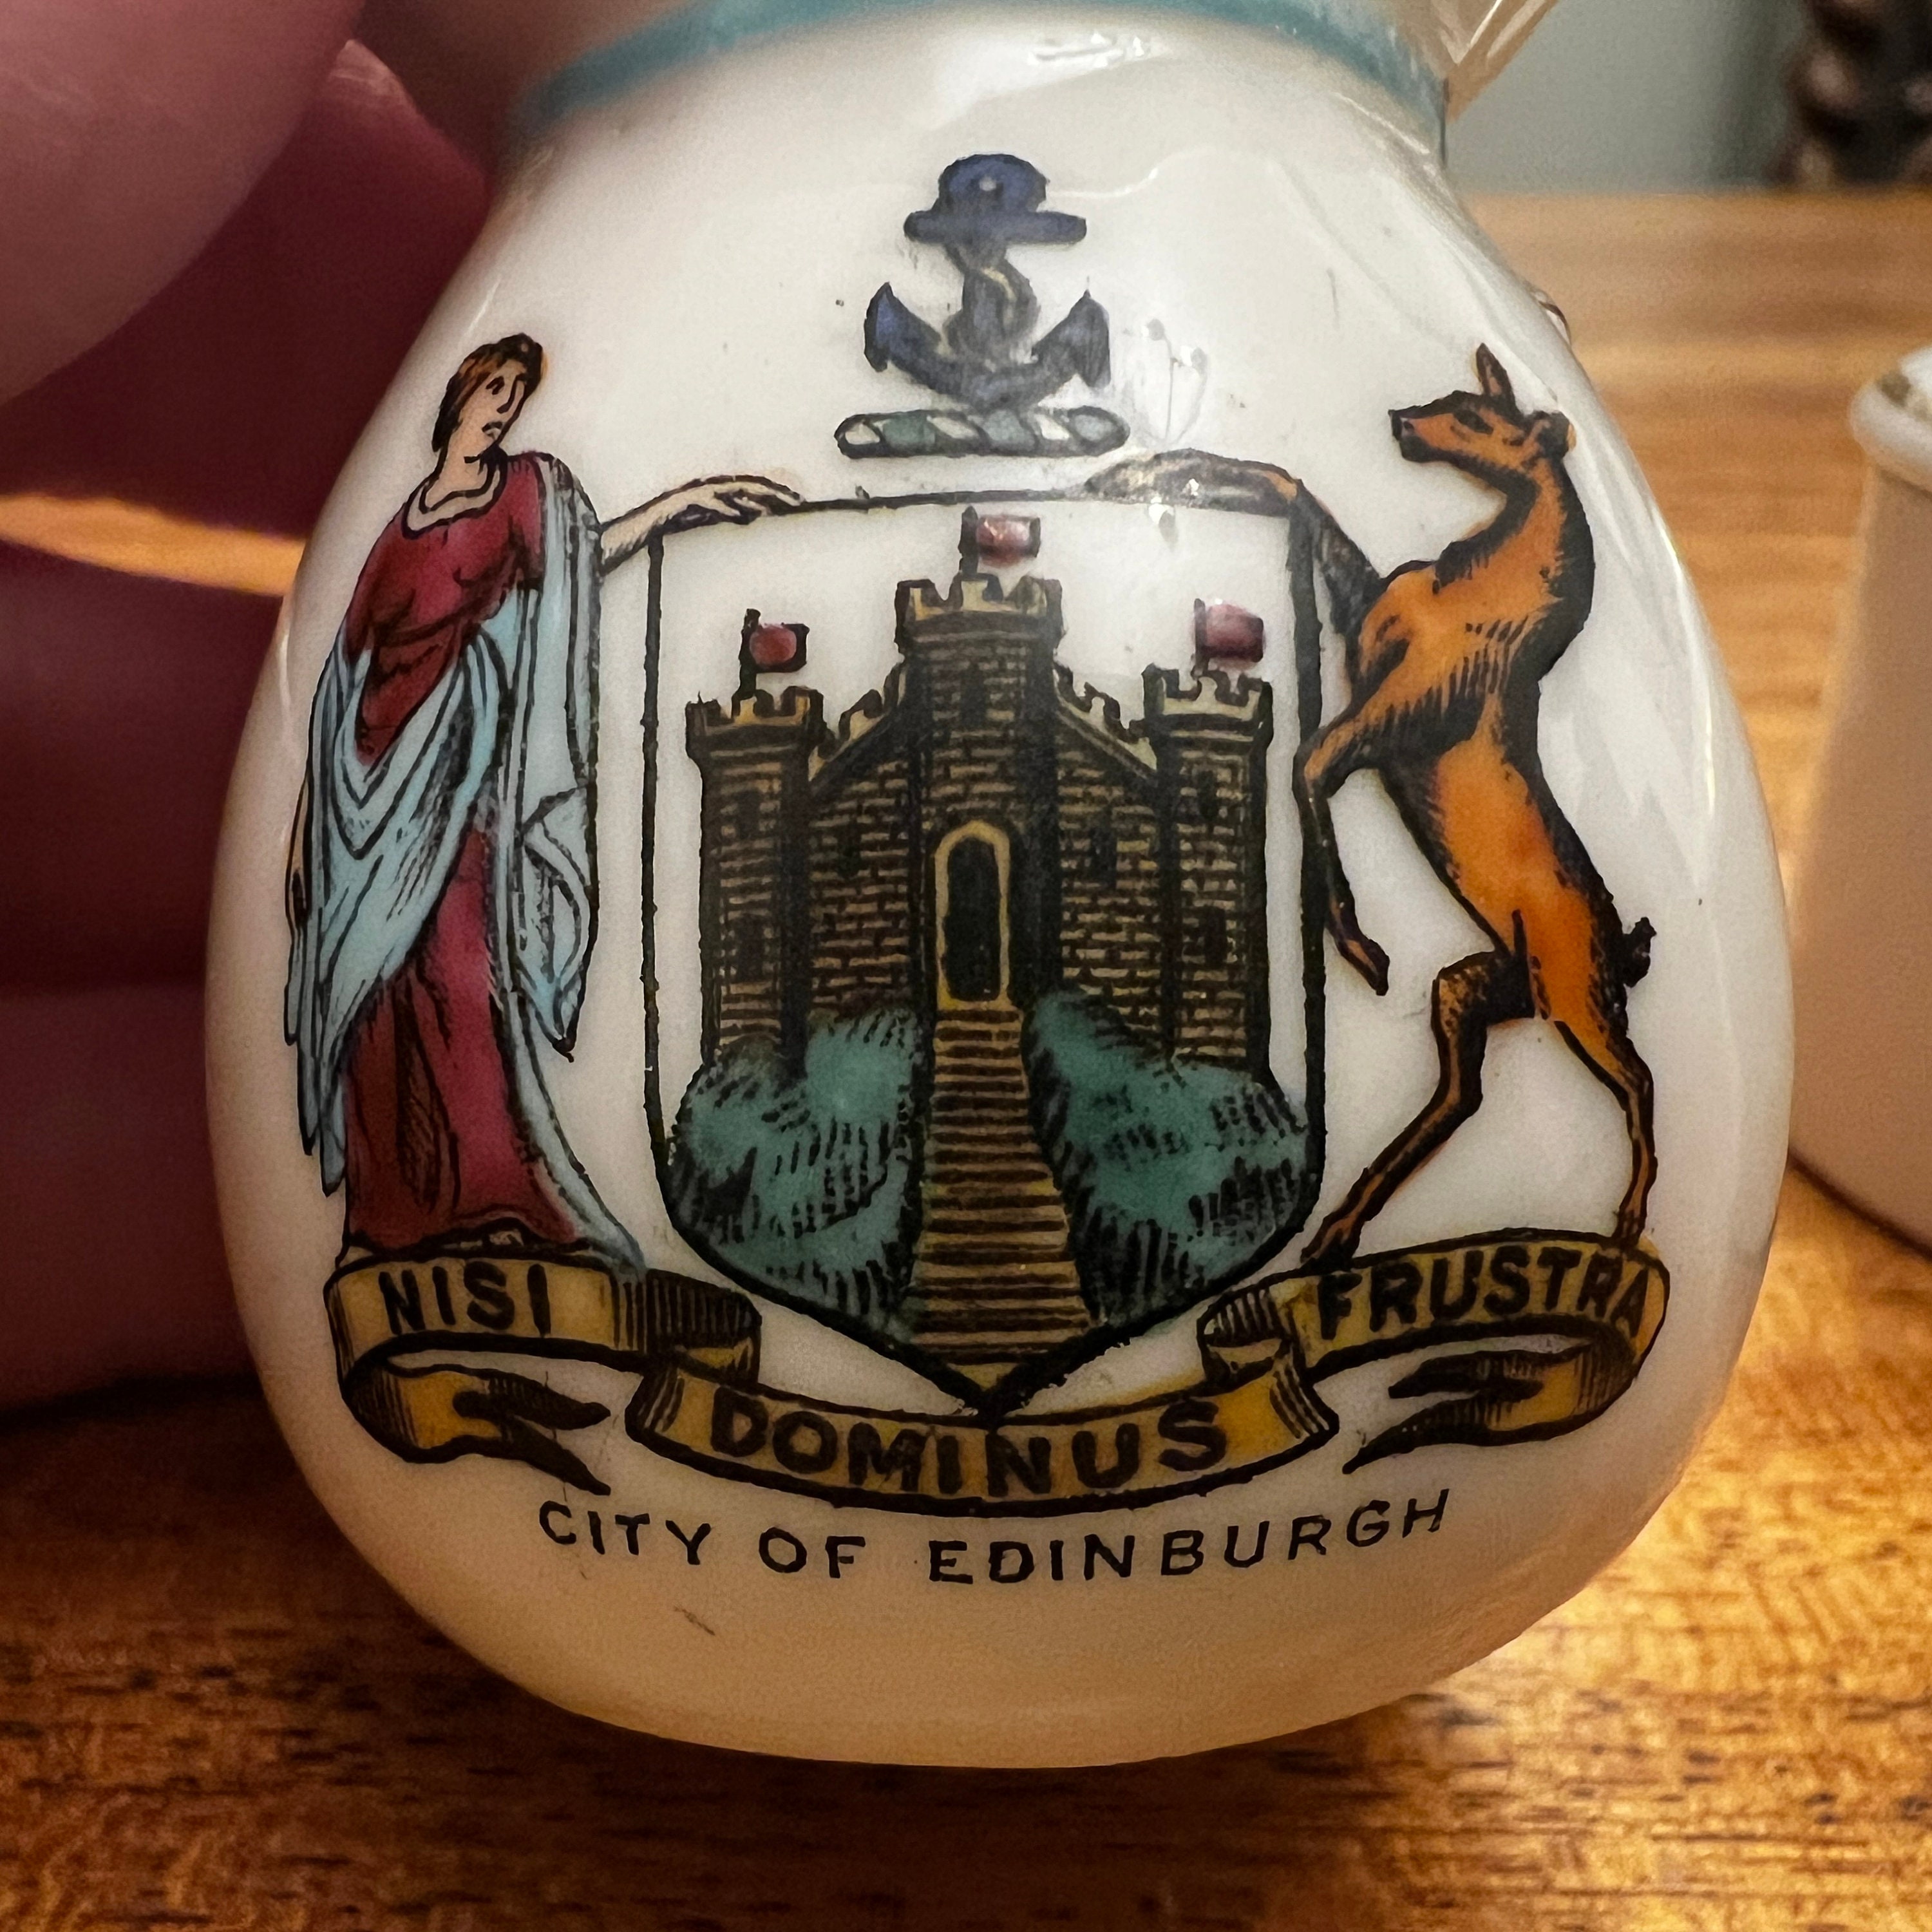 NISI DOMINUS FRUSTRA
CITY OF EDINBURGH